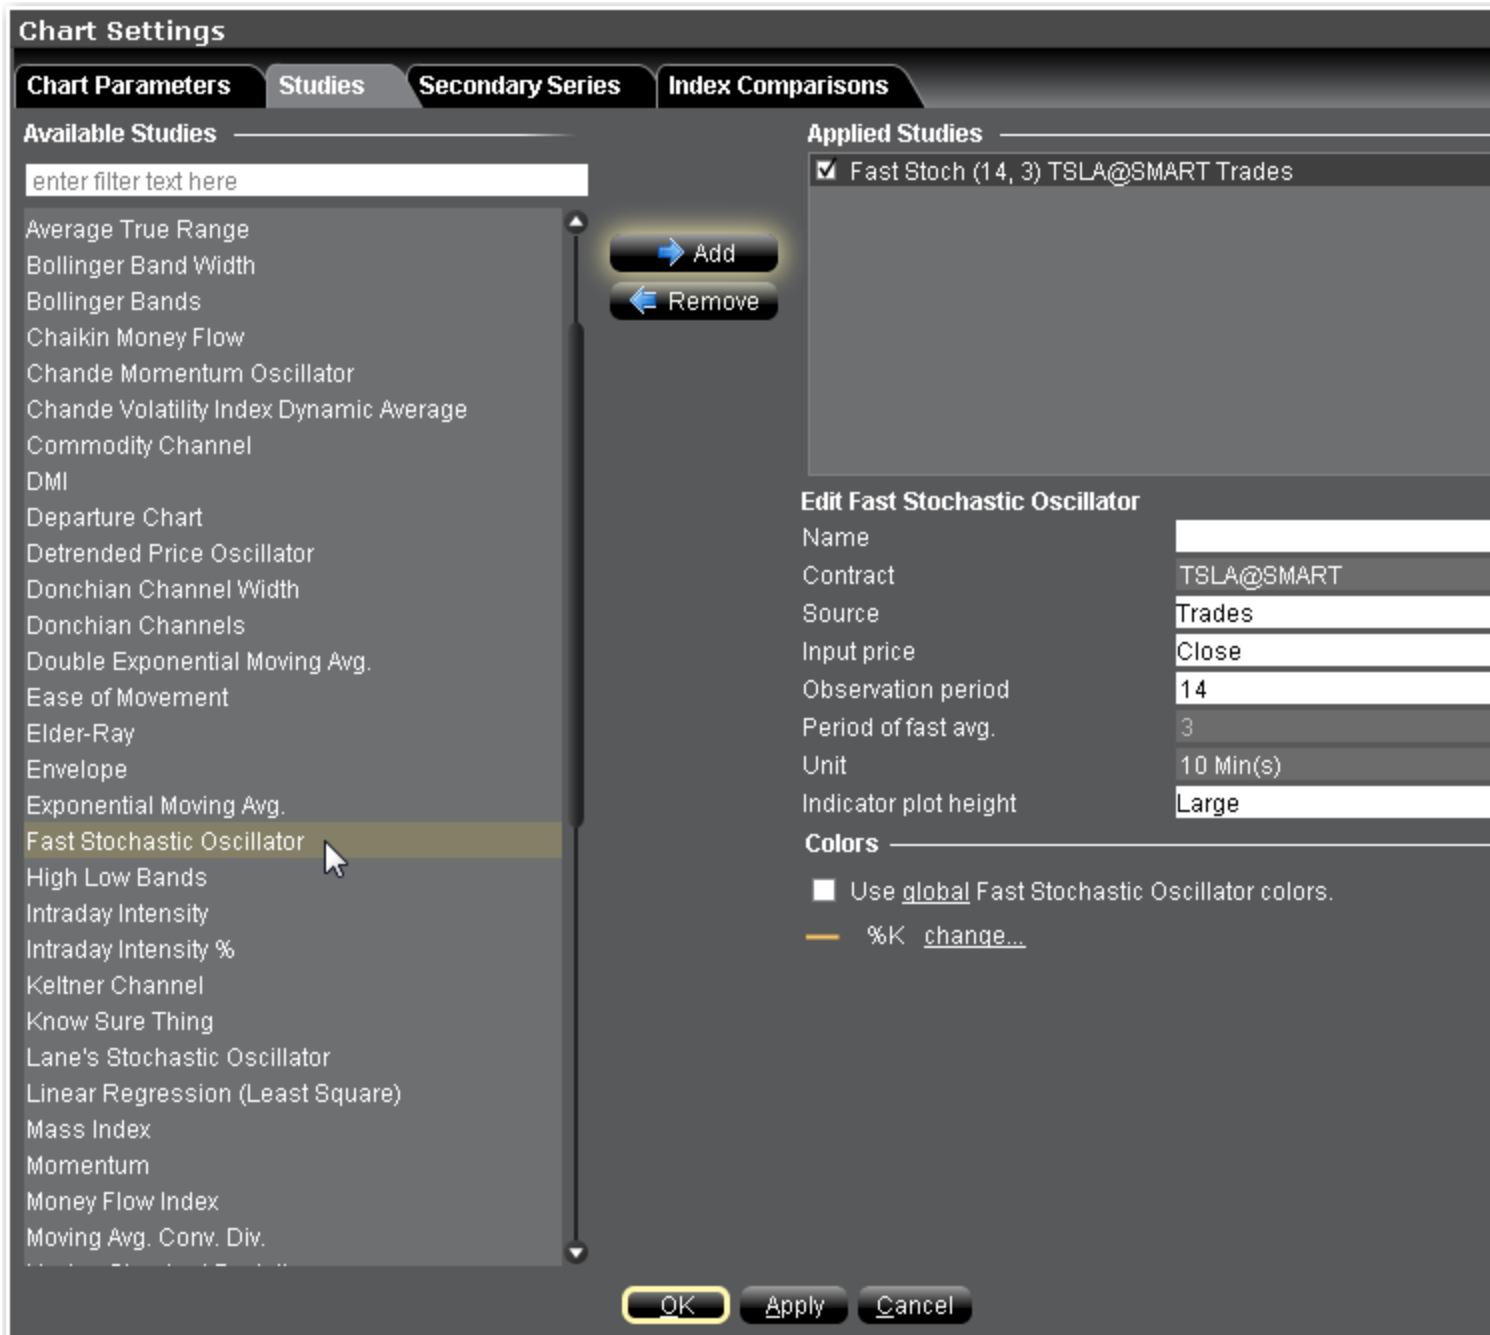 Chart Settings
Chart Parameters Studies Secondary Series Index Comparisons
Available Studies
enter filter text here
Average True Range
Bollinger Band Width
Bollinger Bands
Chaikin Money Flow
Chande Momentum Oscillator
Chande Volatility Index Dynamic Average
Commodity Channel
DMI
Departure Chart
Detrended Price Oscillator
Donchian Channel Width
Donchian Channels
Double Exponential Moving Avg.
Ease of Movement
Elder-Ray
Envelope
Exponential Moving Avg.
Fast Stochastic Oscillator
High Low Bands
Intraday Intensity
Intraday Intensity %
Keltner Channel
Know Sure Thing
Lane's Stochastic Oscillator
Linear Regression (Least Square)
Mass Index
Momentum
Money Flow Index
Moving Avg. Conv. Div.
Add
Remove
Applied Studies
Fast Stoch (14, 3) TSLA@SMART Trades
Edit Fast Stochastic Oscillator
Name
Contract TSLA@SMART
Source Trades
Input price Close
Observation period 14
Period of fast avg. 3
Unit 10 Min(s)
Indicator plot height Large
Colors
Use global Fast Stochastic Oscillator colors.
%K change...
OK Apply Cancel